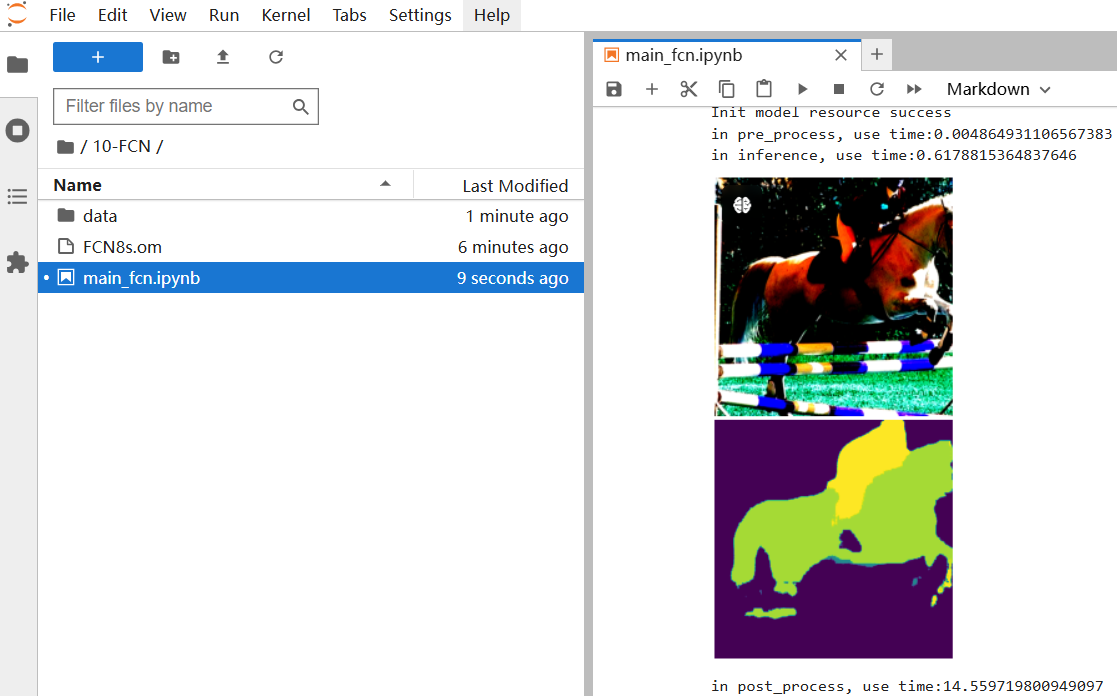 File Edit View Run Kernel Tabs Settings Help
Filter files by name
/ 10-FCN /
Name Last Modified
data 1 minute ago
FCN8s.om 6 minutes ago
main_fcn.ipynb 9 seconds ago
main_fcn.ipynb
Markdown
Init model resource success
in pre_process, use time:0.004864931106567383
in inference, use time:0.6178815364837646
in post_process, use time:14.559719800949097